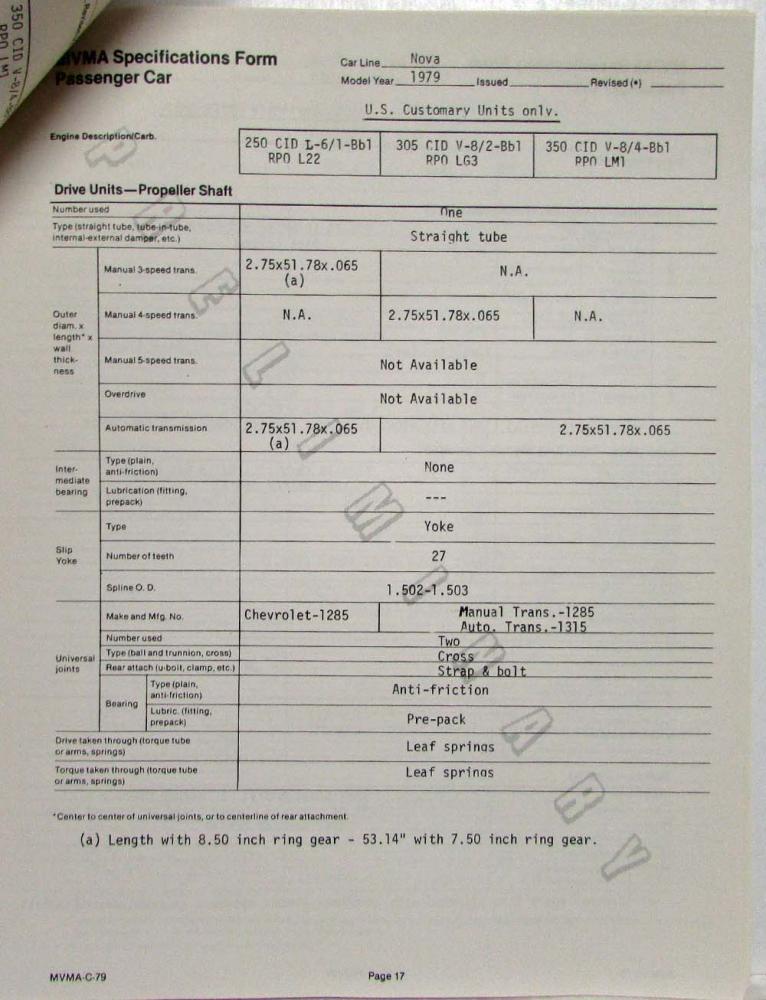 350 CID V-8/4-
RPO LM1
MVMA Specifications Form
Passenger Car
Car Line Nova
Model Year 1979 Issued Revised (•)
U.S. Customary Units only.
Engine Description/Carb.
250 CID L-6/1-Bbl
RPO L22
305 CID V-8/2-Bbl
RPO LG3
350 CID V-8/4-Bbl
RPO LM1
Drive Units—Propeller Shaft
Number used One
Type (straight tube, tube-in-tube,
internal-external damper, etc.) Straight tube
Outer
diam. x
length* x
wall
thick-
ness
Manual 3-speed trans. 2.75x51.78x.065 N.A.
(a)
Manual 4-speed trans. N.A. 2.75x51.78x.065 N.A.
Manual 5-speed trans. Not Available
Overdrive Not Available
Automatic transmission 2.75x51.78x.065 2.75x51.78x.065
(a)
Inter-
mediate
bearing
Type (plain,
anti-friction) None
Lubrication (fitting,
prepack) ---
Slip
Yoke
Type Yoke
Number of teeth 27
Spline O. D. 1.502-1.503
Universal
joints
Make and Mfg. No. Chevrolet-1285 Manual Trans.-1285
Auto. Trans.-1315
Number used Two
Type (ball and trunnion, cross) Cross
Rear attach (u-bolt, clamp, etc.) Strap & bolt
Bearing
Type (plain,
anti-friction) Anti-friction
Lubric. (fitting,
prepack) Pre-pack
Drive taken through (torque tube
or arms, springs) Leaf springs
Torque taken through (torque tube
or arms, springs) Leaf springs
*Center to center of universal joints, or to centerline of rear attachment.
(a) Length with 8.50 inch ring gear - 53.14" with 7.50 inch ring gear.
PRELIMINARY
MVMA-C-79 Page 17